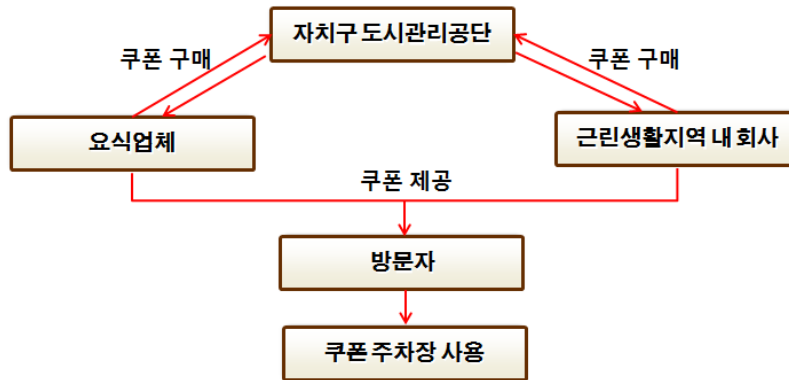 자치구 도시관리공단
쿠폰 구매
쿠폰 구매
요식업체
근린생활지역 내 회사
쿠폰 제공
방문자
쿠폰 주차장 사용